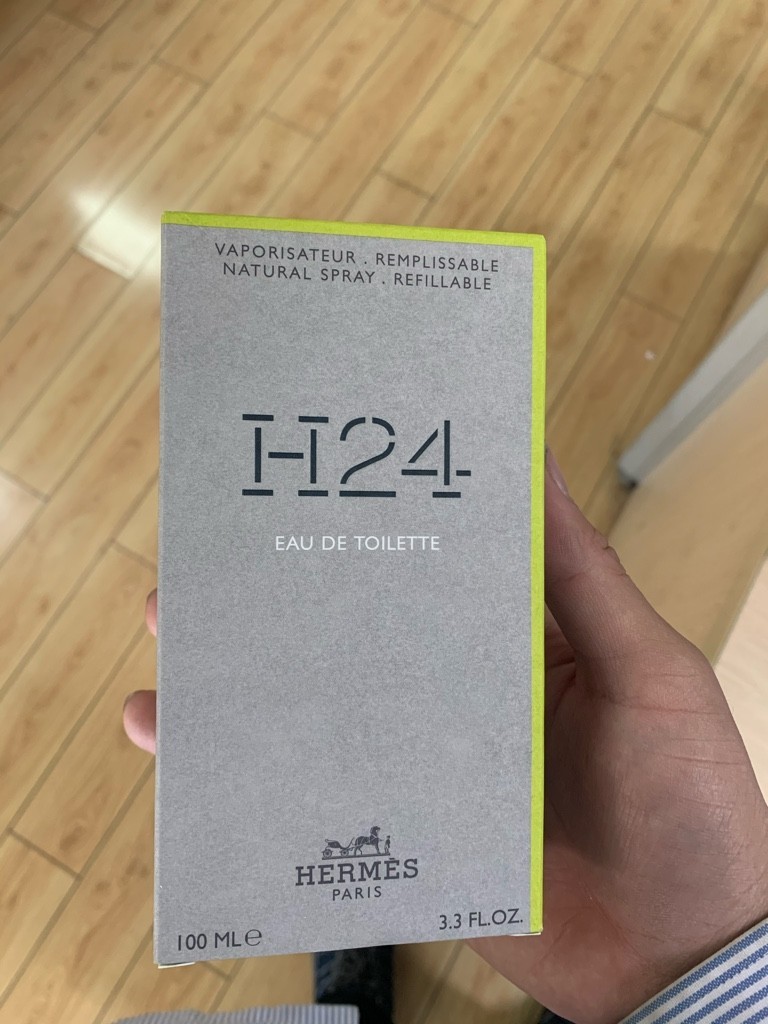 VAPORISATEUR . REMPLISSABLE
NATURAL SPRAY . REFILLABLE
H24
EAU DE TOILETTE
HERMÈS
PARIS
100 ML℮
3.3 FL.OZ.